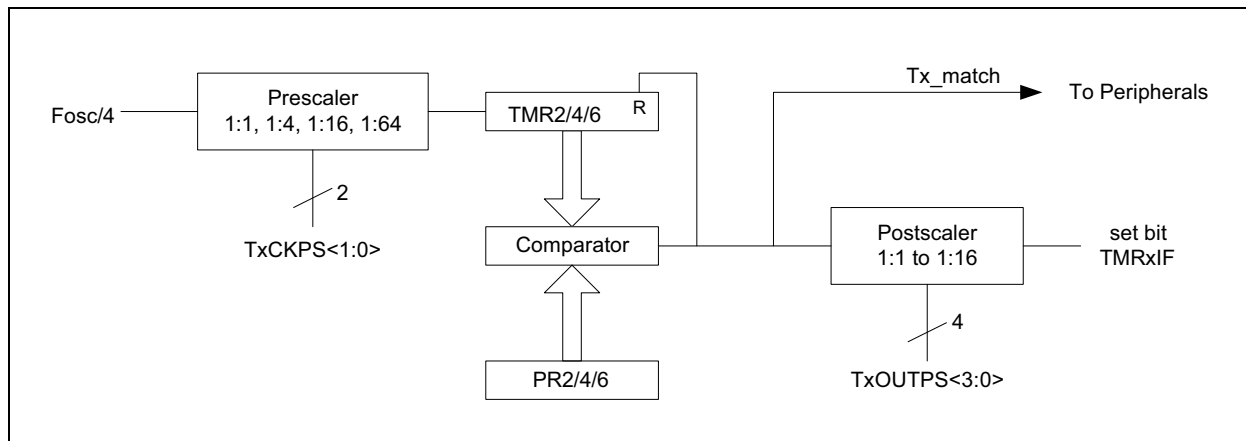 Tx_match
To Peripherals
Fosc/4
Prescaler
1:1, 1:4, 1:16, 1:64
TMR2/4/6
R
2
TxCKPS<1:0>
Comparator
Postscaler
1:1 to 1:16
set bit
TMRxIF
4
PR2/4/6
TxOUTPS<3:0>